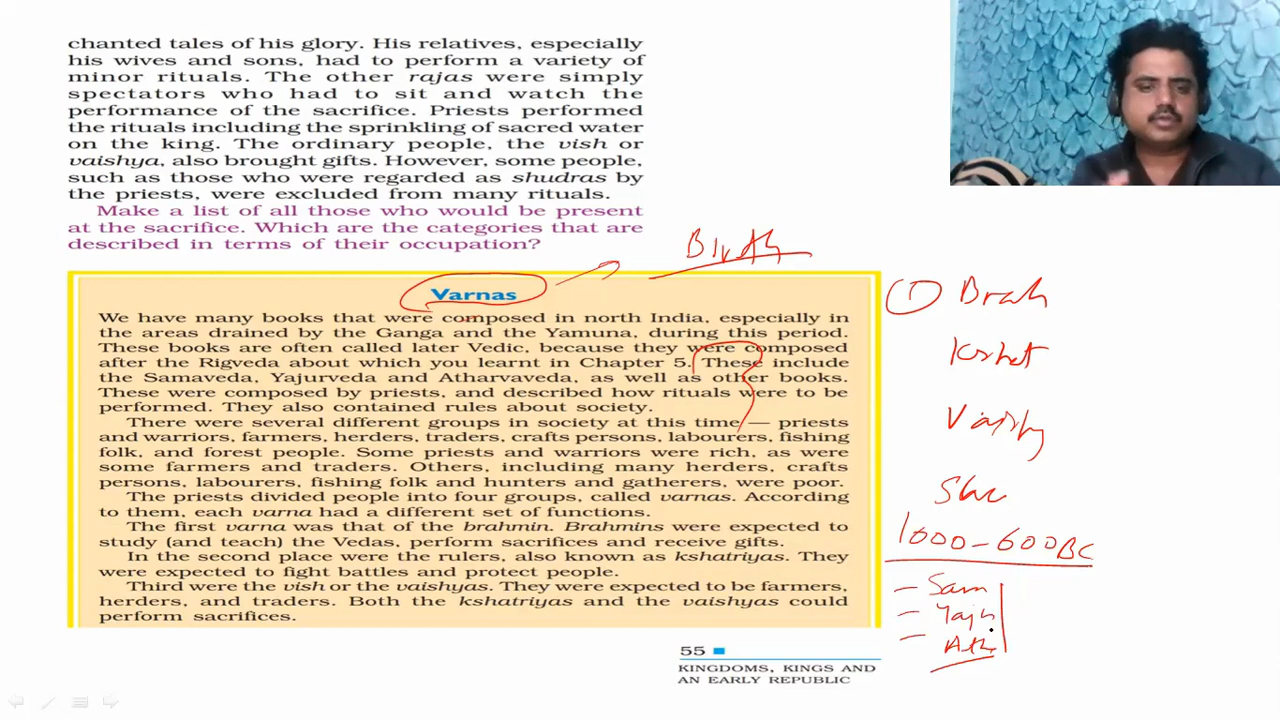 chanted tales of his glory. His relatives, especially
his wives and sons, had to perform a variety of
minor rituals. The other rajas were simply
spectators who had to sit and watch the
performance of the sacrifice. Priests performed
the rituals including the sprinkling of sacred water
on the king. The ordinary people, the vish or
vaishya, also brought gifts. However, some people,
such as those who were regarded as shudras by
the priests, were excluded from many rituals.
Make a list of all those who would be present
at the sacrifice. Which are the categories that are
described in terms of their occupation?
Birth
Varnas
We have many books that were composed in north India, especially in
the areas drained by the Ganga and the Yamuna, during this period.
These books are often called later Vedic, because they were composed
after the Rigveda about which you learnt in Chapter 5. These include
the Samaveda, Yajurveda and Atharvaveda, as well as other books.
These were composed by priests, and described how rituals were to be
performed. They also contained rules about society.
There were several different groups in society at this time — priests
and warriors, farmers, herders, traders, crafts persons, labourers, fishing
folk, and forest people. Some priests and warriors were rich, as were
some farmers and traders. Others, including many herders, crafts
persons, labourers, fishing folk and hunters and gatherers, were poor.
The priests divided people into four groups, called varnas. According
to them, each varna had a different set of functions.
The first varna was that of the brahmin. Brahmins were expected to
study (and teach) the Vedas, perform sacrifices and receive gifts.
In the second place were the rulers, also known as kshatriyas. They
were expected to fight battles and protect people.
Third were the vish or the vaishyas. They were expected to be farmers,
herders, and traders. Both the kshatriyas and the vaishyas could
perform sacrifices.
① Brah
Kshat
Vaishy
1000-600BC
- Sam
- Yajh
- Ath
55
KINGDOMS, KINGS AND
AN EARLY REPUBLIC